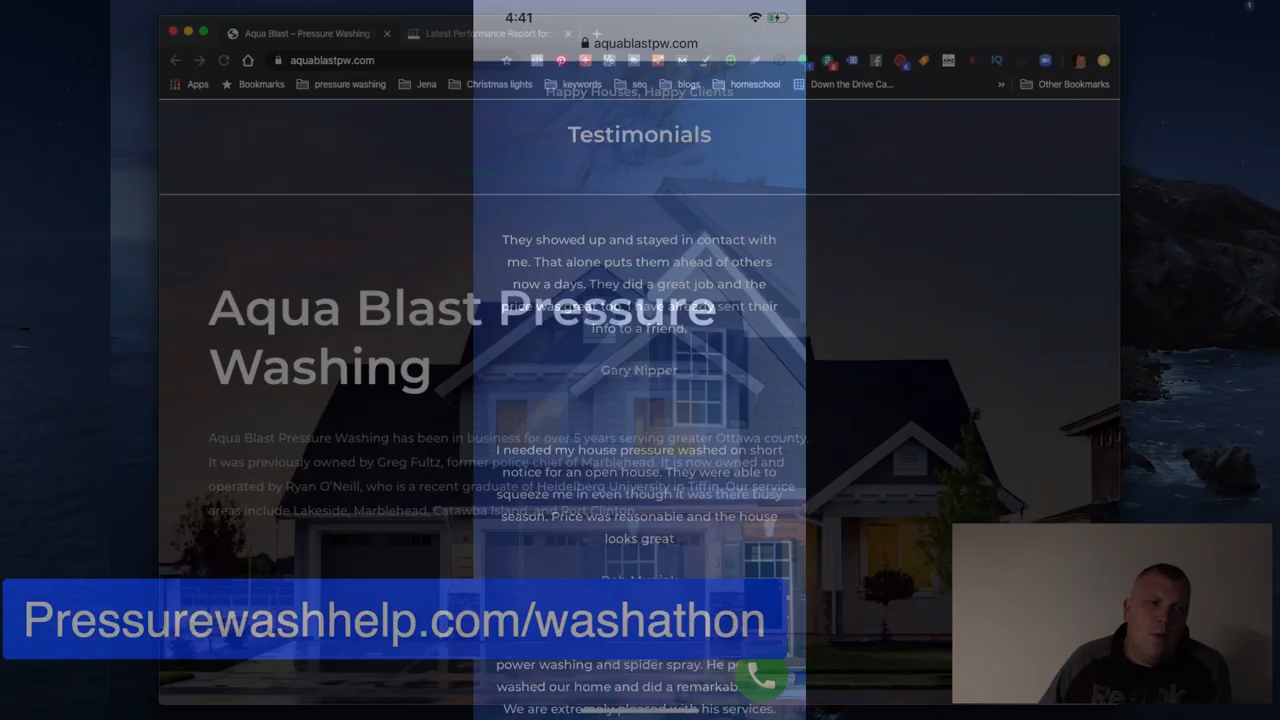 4:41
Aqua Blast – Pressure Washing
Latest Performance Report for
aquablastpw.com
aquablastpw.com
Apps
Bookmarks
pressure washing
Jena
Christmas lights
keywords
seo
blogs
homeschool
Down the Drive Ca...
»
Other Bookmarks
Happy Houses, Happy Clients
Testimonials
They showed up and stayed in contact with
me. That alone puts them ahead of others
now a days. They did a great job and the
price was great too. I have already sent their
info to a friend.
Gary Nipper
Aqua Blast Pressure
Washing
Aqua Blast Pressure Washing has been in business for over 5 years serving greater Ottawa county.
It was previously owned by Greg Fultz, former police chief of Marblehead. It is now owned and
operated by Ryan O'Neill, who is a recent graduate of Heidelberg University in Tiffin. Our service
areas include Lakeside, Marblehead, Catawba Island, and Port Clinton.
I needed my house pressure washed on short
notice for an open house. They were able to
squeeze me in even though it was there busy
season. Price was reasonable and the house
looks great
Pressurewashhelp.com/washathon
power washing and spider spray. He
washed our home and did a
We are extremely pleased with his services.